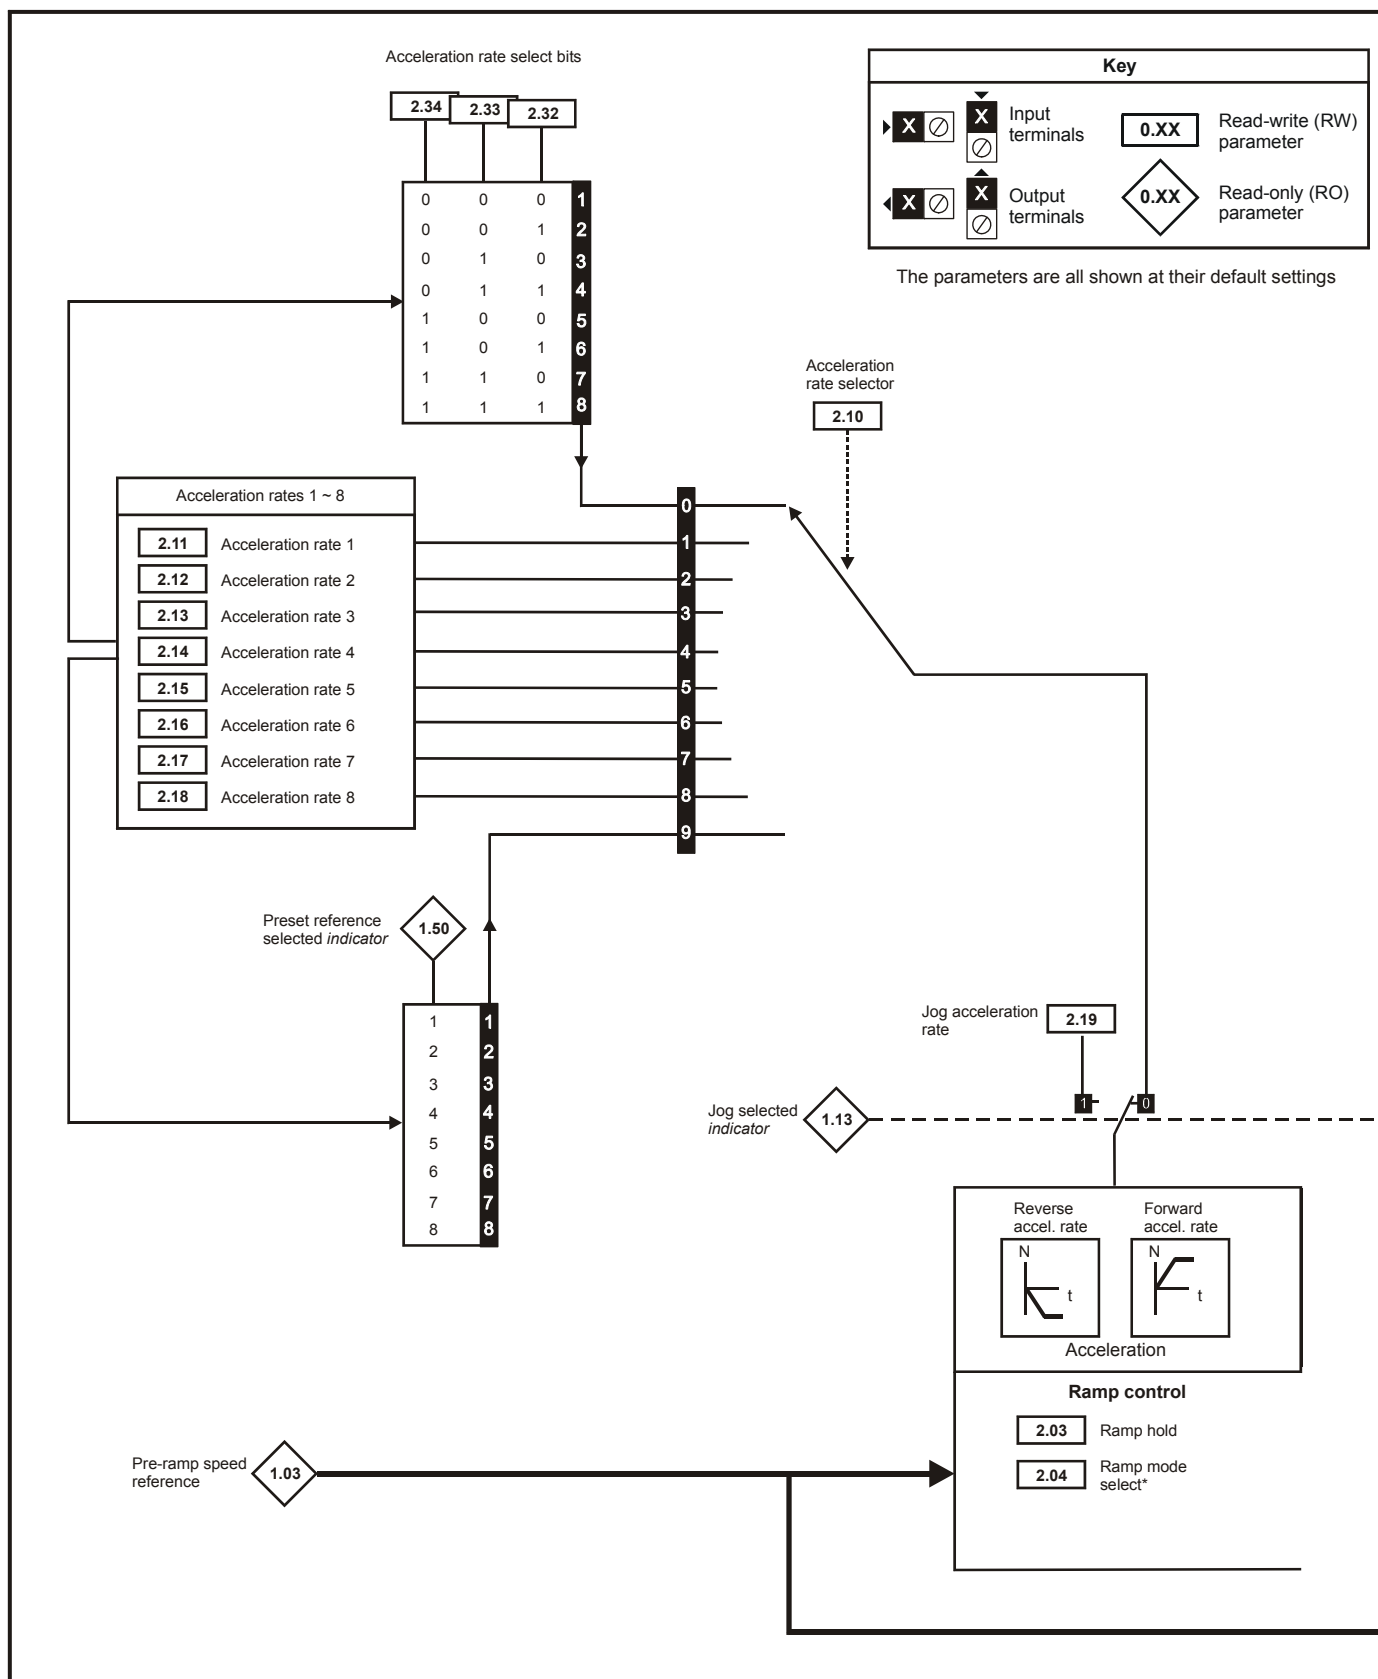 Acceleration rate select bits
2.34 2.33 2.32
0 0 0 1
0 0 1 2
0 1 0 3
0 1 1 4
1 0 0 5
1 0 1 6
1 1 0 7
1 1 1 8
Key
X X Input terminals
0.XX Read-write (RW) parameter
X X Output terminals
0.XX Read-only (RO) parameter
The parameters are all shown at their default settings
Acceleration
rate selector
2.10
Acceleration rates 1 ~ 8
2.11 Acceleration rate 1
2.12 Acceleration rate 2
2.13 Acceleration rate 3
2.14 Acceleration rate 4
2.15 Acceleration rate 5
2.16 Acceleration rate 6
2.17 Acceleration rate 7
2.18 Acceleration rate 8
0
1
2
3
4
5
6
7
8
9
Preset reference
selected indicator
1.50
1 1
2 2
3 3
4 4
5 5
6 6
7 7
8 8
Jog acceleration
rate
2.19
1 0
Jog selected
indicator
1.13
Reverse
accel. rate
N
t
Forward
accel. rate
N
t
Acceleration
Ramp control
2.03 Ramp hold
2.04 Ramp mode
select*
Pre-ramp speed
reference
1.03